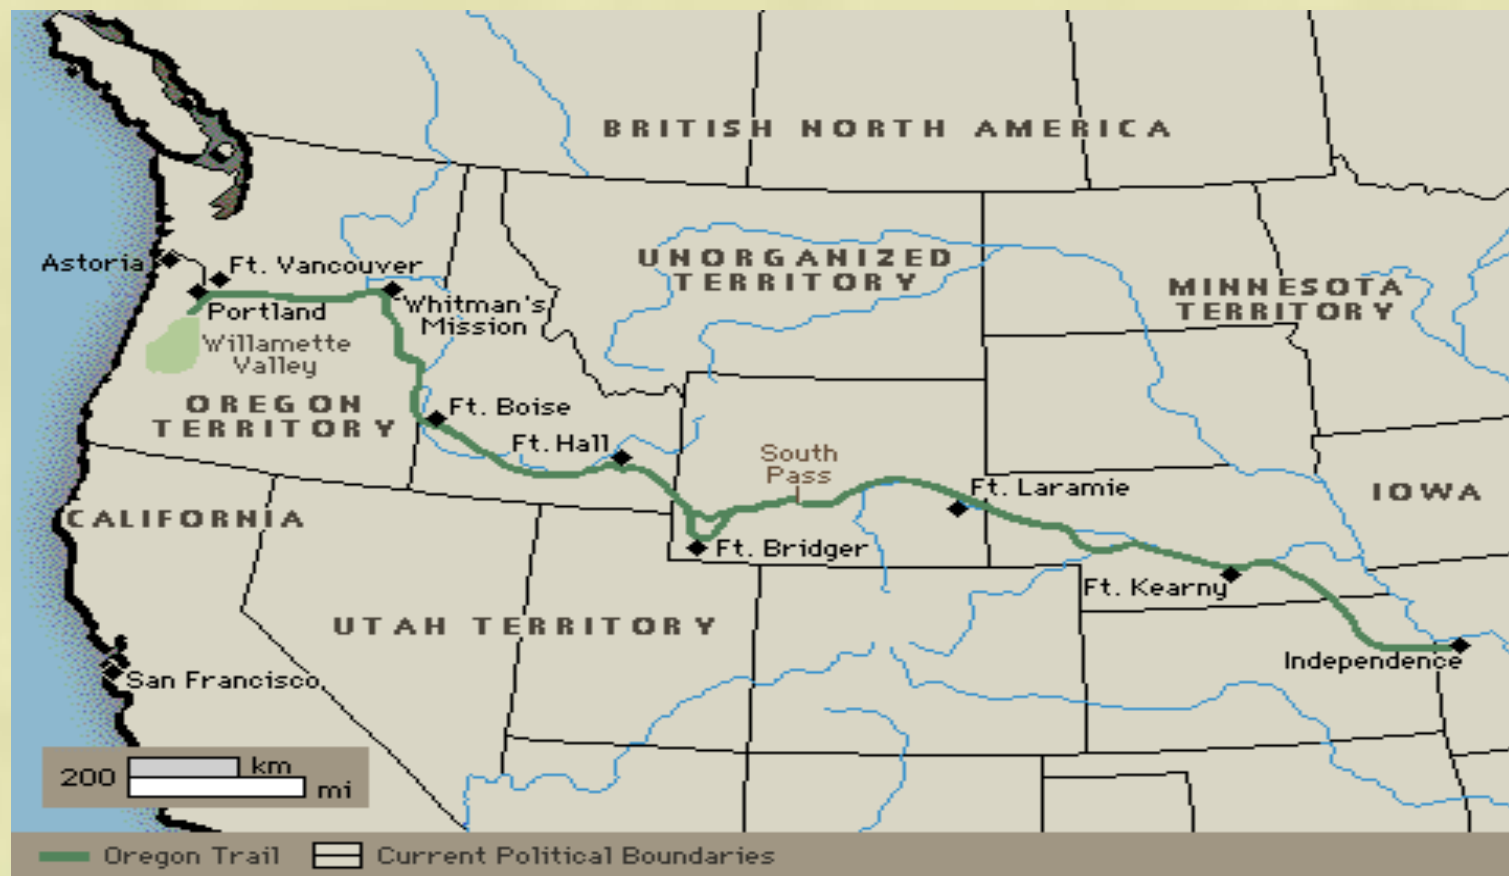 BRITISH NORTH AMERICA
UNORGANIZED
TERRITORY
MINNESOTA
TERRITORY
Astoria
Ft. Vancouver
Portland
Whitman's
Mission
Willamette
Valley
OREGON
TERRITORY
Ft. Boise
Ft. Hall
South
Pass
Ft. Laramie
IOWA
CALIFORNIA
Ft. Bridger
Ft. Kearny
UTAH TERRITORY
Independence
San Francisco
200 km
mi
Oregon Trail
Current Political Boundaries